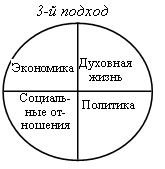 3-й подход
Экономика
Духовная
жизнь
Социаль-
ные от-
ношения
Политика